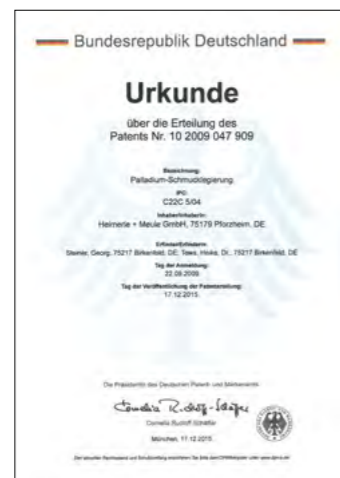 Bundesrepublik Deutschland
Urkunde
über die Erteilung des
Patents Nr. 10 2009 047 909
Bezeichnung:
Palladium-Schmucklegierung
IPC:
C22C 5/04
Inhaber/Inhaberin:
Heimerle + Meule GmbH, 75179 Pforzheim, DE
Erfinder/Erfinderin:
Steiner, Georg, 75217 Birkenfeld, DE; Tews, Dr., 75217 Birkenfeld, DE
Tag der Anmeldung:
22.09.2009
Tag der Veröffentlichung der Patenterteilung:
17.12.2015
Die Präsidentin des Deutschen Patent- und Markenamts
Cornelia Rudloff-Schäffer
Cornelia Rudloff-Schäffer
München, 17.12.2015